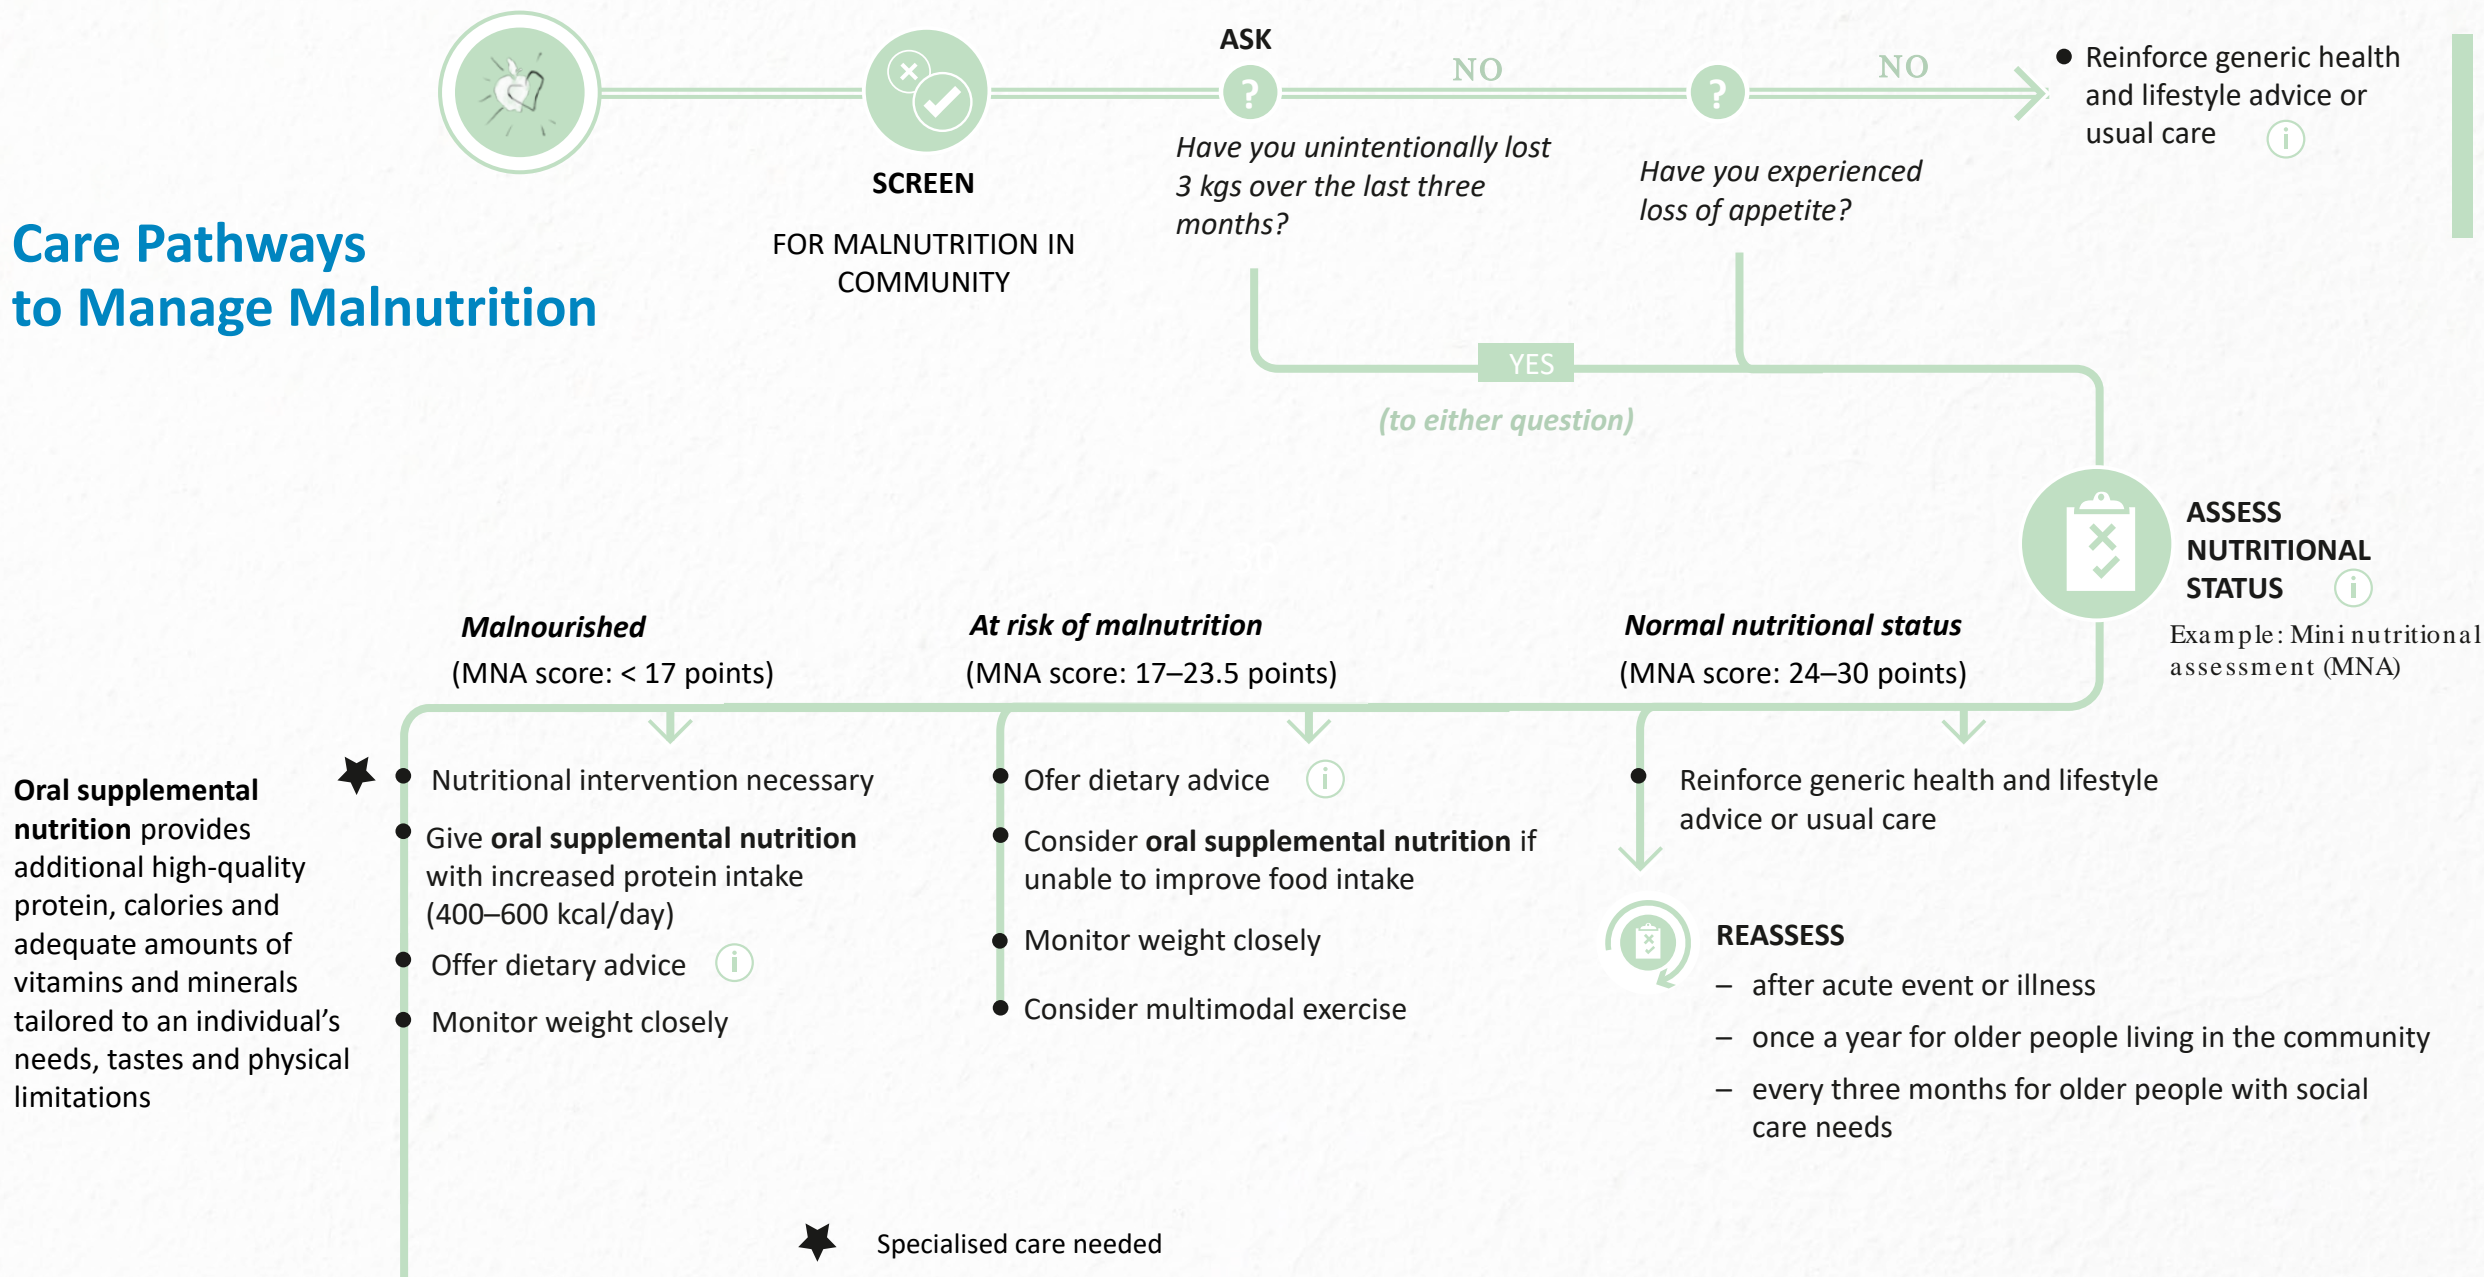 ASK
NO
NO
Have you unintentionally lost
3 kgs over the last three
months?
Have you experienced
loss of appetite?
● Reinforce generic health
and lifestyle advice or
usual care
i
SCREEN
FOR MALNUTRITION IN
COMMUNITY
?
?
Care Pathways
to Manage Malnutrition
YES
(to either question)
ASSESS
NUTRITIONAL
STATUS
i
Example: Mini nutritional
assessment (MNA)
Malnourished
(MNA score: < 17 points)
At risk of malnutrition
(MNA score: 17–23.5 points)
Normal nutritional status
(MNA score: 24–30 points)
Oral supplemental
nutrition provides
additional high-quality
protein, calories and
adequate amounts of
vitamins and minerals
tailored to an individual’s
needs, tastes and physical
limitations
● Nutritional intervention necessary
● Give oral supplemental nutrition
with increased protein intake
(400–600 kcal/day)
● Offer dietary advice i
● Monitor weight closely
● Ofer dietary advice i
● Consider oral supplemental nutrition if
unable to improve food intake
● Monitor weight closely
● Consider multimodal exercise
● Reinforce generic health and lifestyle
advice or usual care
REASSESS
– after acute event or illness
– once a year for older people living in the community
– every three months for older people with social
care needs
Specialised care needed